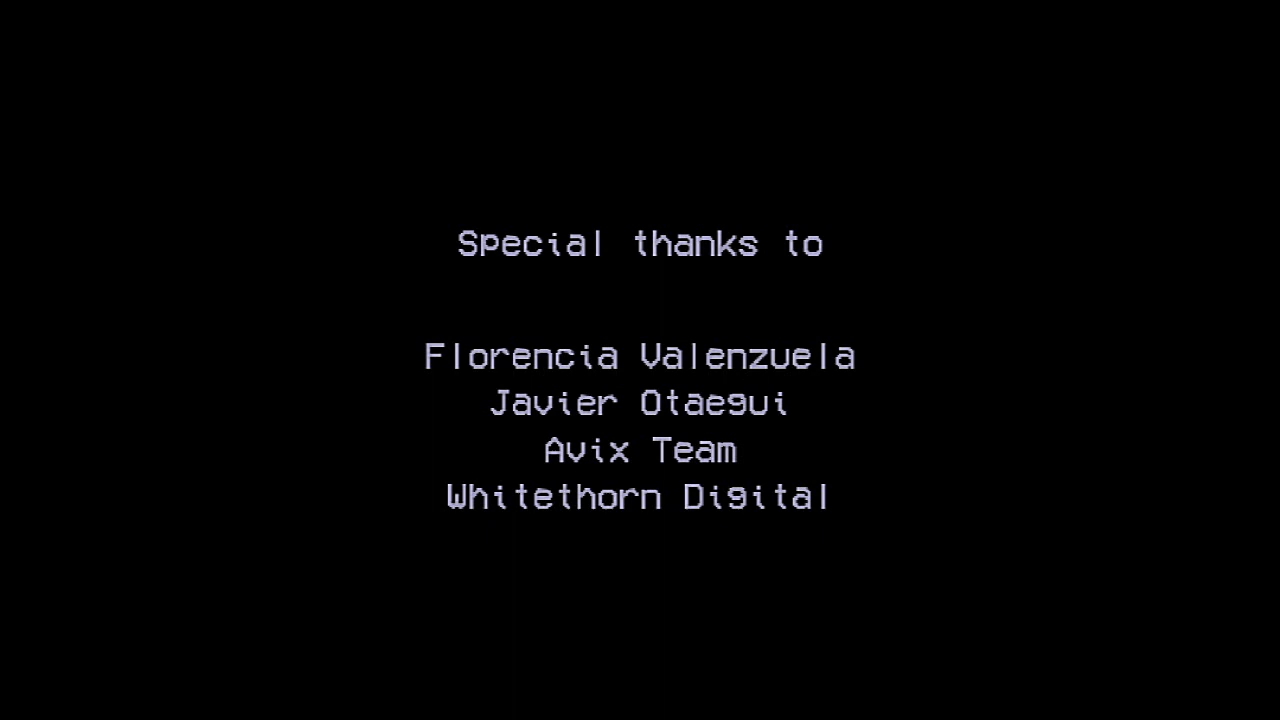 Special thanks to
Florencia Valenzuela
Javier Otaegui
Avix Team
Whitethorn Digital